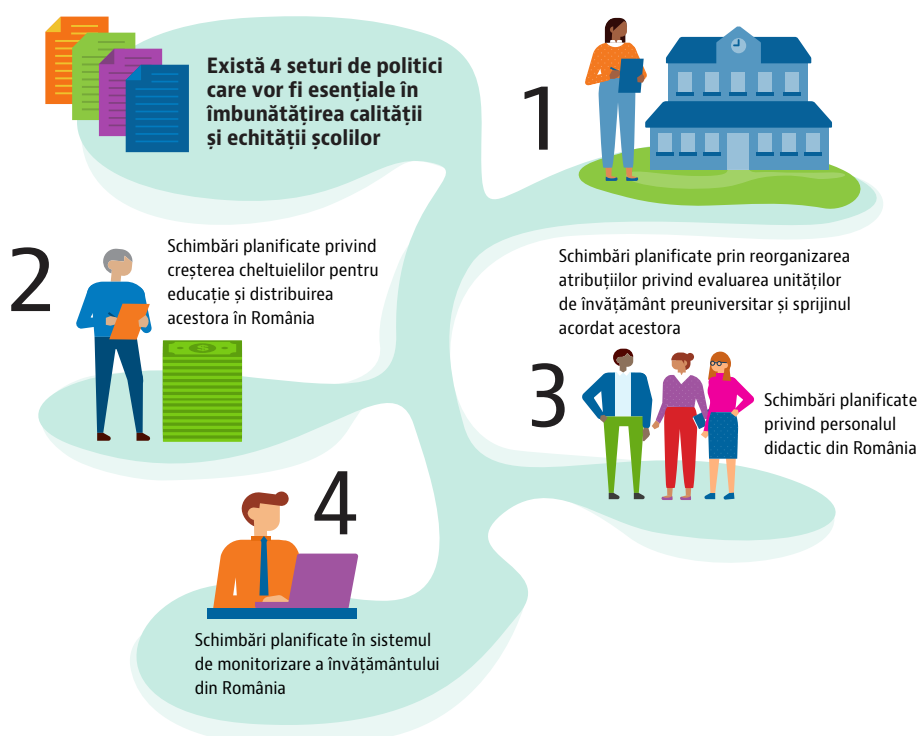 Există 4 seturi de politici
care vor fi esențiale în
îmbunătățirea calității
și echității școlilor
1
Schimbări planificate prin reorganizarea
atribuțiilor privind evaluarea unităților
de învățământ preuniversitar și sprijinul
acordat acestora
2
Schimbări planificate privind
creșterea cheltuielilor pentru
educație și distribuirea
acestora în România
3
Schimbări planificate
privind personalul
didactic din România
4
Schimbări planificate în sistemul
de monitorizare a învățământului
din România